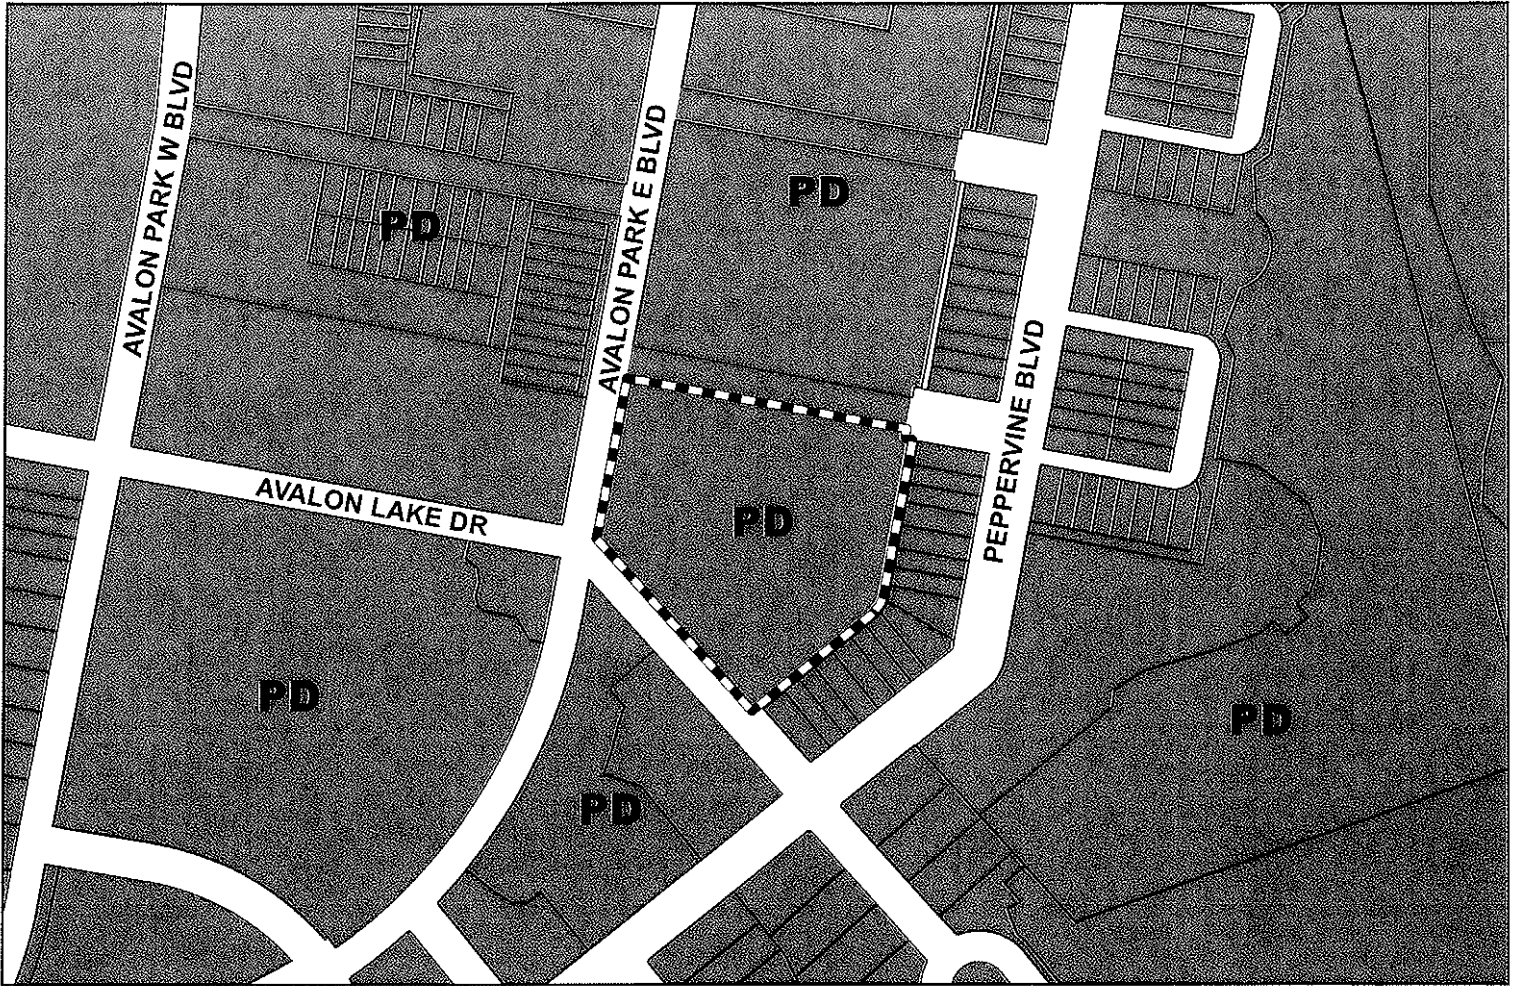 AVALON PARK W BLVD
AVALON PARK E BLVD
PD
PD
PEPPERVINE BLVD
AVALON LAKE DR
PD
PD
PD
PD